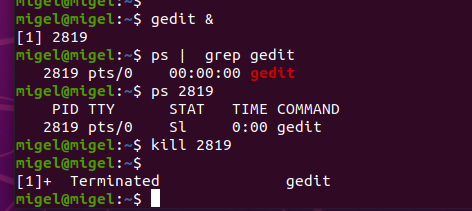 migel@migel:~$
migel@migel:~$ gedit &
[1] 2819
migel@migel:~$ ps |  grep gedit
   2819 pts/0    00:00:00 gedit
migel@migel:~$ ps 2819
    PID TTY      STAT   TIME COMMAND
   2819 pts/0    Sl     0:00 gedit
migel@migel:~$ kill 2819
migel@migel:~$
[1]+  Terminated              gedit
migel@migel:~$